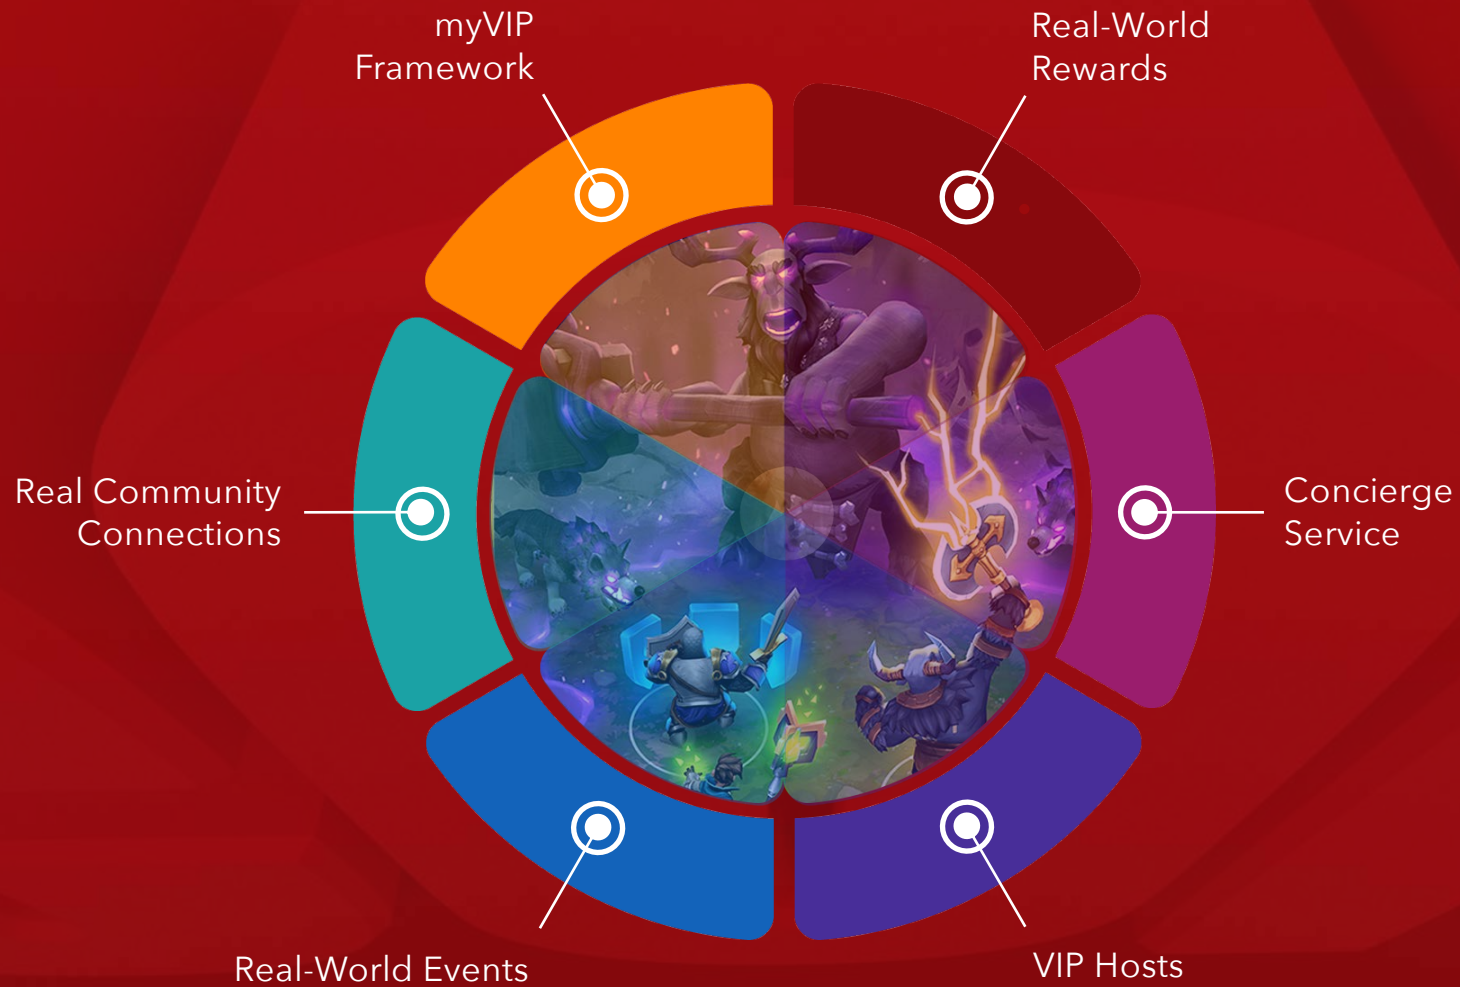 myVIP
Framework
Real-World
Rewards
Real Community
Connections
Concierge
Service
Real-World Events
VIP Hosts